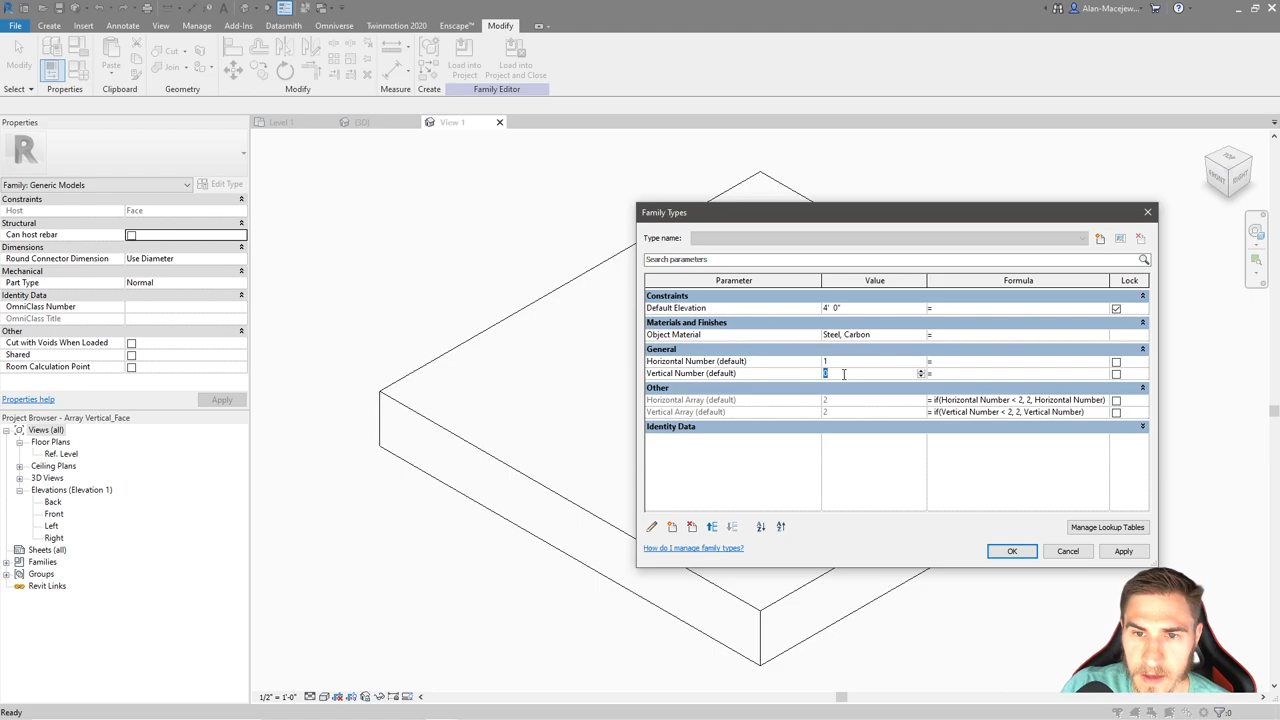 Alan-Macejew...
File Create Insert Annotate View Manage Add-Ins Datasmith Omniverse Twinmotion 2020 Enscape™ Modify
Modify Paste Cut Join Load into Project Load into Project and Close
Select Properties Clipboard Geometry Modify Measure Create Family Editor
Properties
Level 1 {3D} View 1
R
Family: Generic Models Edit Type
Constraints
Host Face
Structural
Can host rebar
Dimensions
Round Connector Dimension Use Diameter
Mechanical
Part Type Normal
Identity Data
OmniClass Number
OmniClass Title
Other
Cut with Voids When Loaded
Shared
Room Calculation Point
Properties help Apply
Project Browser - Array Vertical_Face
Views (all)
Floor Plans
Ref. Level
Ceiling Plans
3D Views
Elevations (Elevation 1)
Back
Front
Left
Right
Sheets (all)
Families
Groups
Revit Links
TOP
FRONT RIGHT
Family Types
Type name:
Search parameters
Parameter Value Formula Lock
Constraints
Default Elevation 4' 0" =
Materials and Finishes
Object Material Steel, Carbon =
General
Horizontal Number (default) 1 =
Vertical Number (default) 0 =
Other
Horizontal Array (default) 2 = if(Horizontal Number < 2, 2, Horizontal Number)
Vertical Array (default) 2 = if(Vertical Number < 2, 2, Vertical Number)
Identity Data
Manage Lookup Tables
How do I manage family types? OK Cancel Apply
1/2" = 1'-0"
Ready
:0